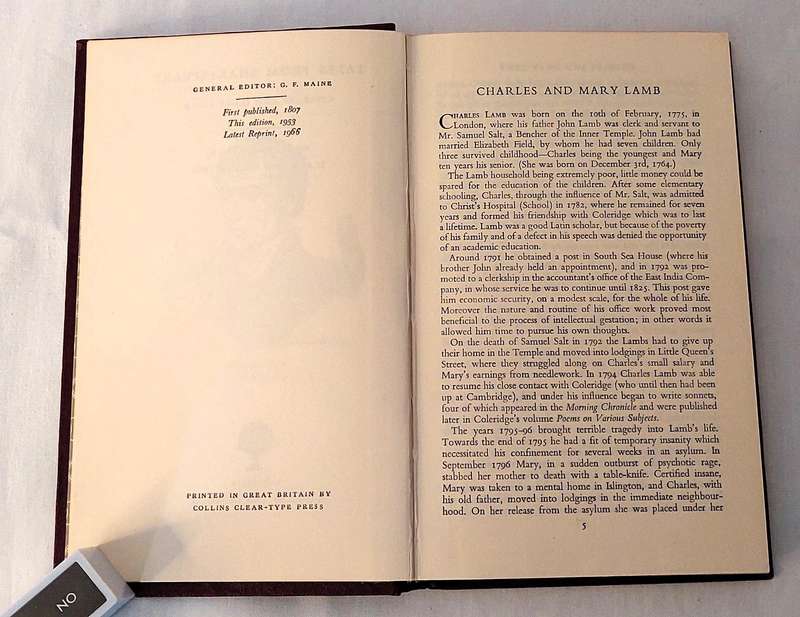 GENERAL EDITOR: G. F. MAINE
First published, 1807
This edition, 1953
Latest Reprint, 1966
PRINTED IN GREAT BRITAIN BY
COLLINS CLEAR-TYPE PRESS
NO
CHARLES AND MARY LAMB
CHARLES LAMB was born on the 10th of February, 1775, in
London, where his father John Lamb was clerk and servant to
Mr. Samuel Salt, a Bencher of the Inner Temple. John Lamb had
married Elizabeth Field, by whom he had seven children. Only
three survived childhood—Charles being the youngest and Mary
ten years his senior. (She was born on December 3rd, 1764.)
The Lamb household being extremely poor, little money could be
spared for the education of the children. After some elementary
schooling, Charles, through the influence of Mr. Salt, was admitted
to Christ's Hospital (School) in 1782, where he remained for seven
years and formed his friendship with Coleridge which was to last
a lifetime. Lamb was a good Latin scholar, but because of the poverty
of his family and of a defect in his speech was denied the opportunity
of an academic education.
Around 1791 he obtained a post in South Sea House (where his
brother John already held an appointment), and in 1792 was pro-
moted to a clerkship in the accountant's office of the East India Com-
pany, in whose service he was to continue until 1825. This post gave
him economic security, on a modest scale, for the whole of his life.
Moreover the nature and routine of his office work proved most
beneficial to the process of intellectual gestation; in other words it
allowed him time to pursue his own thoughts.
On the death of Samuel Salt in 1792 the Lambs had to give up
their home in the Temple and moved into lodgings in Little Queen's
Street, where they struggled along on Charles's small salary and
Mary's earnings from needlework. In 1794 Charles Lamb was able
to resume his close contact with Coleridge (who until then had been
up at Cambridge), and under his influence began to write sonnets,
four of which appeared in the Morning Chronicle and were published
later in Coleridge's volume Poems on Various Subjects.
The years 1795–96 brought terrible tragedy into Lamb's life.
Towards the end of 1795 he had a fit of temporary insanity which
necessitated his confinement for several weeks in an asylum. In
September 1796 Mary, in a sudden outburst of psychotic rage,
stabbed her mother to death with a table-knife. Certified insane,
Mary was taken to a mental home in Islington, and Charles, with
his old father, moved into lodgings in the immediate neighbour-
hood. On her release from the asylum she was placed under her
5